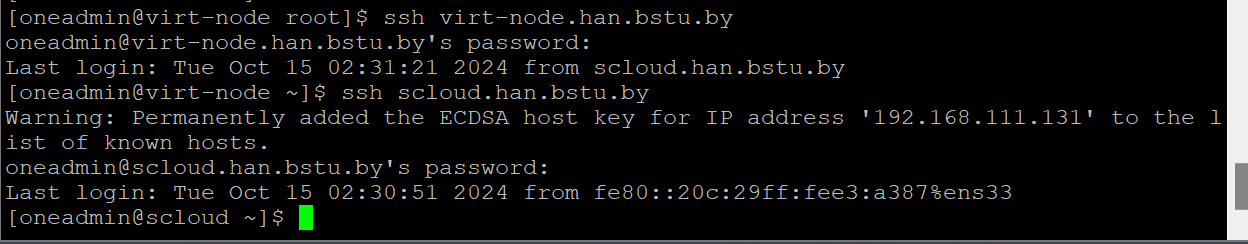 [oneadmin@virt-node root]$ ssh virt-node.han.bstu.by
oneadmin@virt-node.han.bstu.by's password:
Last login: Tue Oct 15 02:31:21 2024 from scloud.han.bstu.by
[oneadmin@virt-node ~]$ ssh scloud.han.bstu.by
Warning: Permanently added the ECDSA host key for IP address '192.168.111.131' to the l
ist of known hosts.
oneadmin@scloud.han.bstu.by's password:
Last login: Tue Oct 15 02:30:51 2024 from fe80::20c:29ff:fee3:a387%ens33
[oneadmin@scloud ~]$